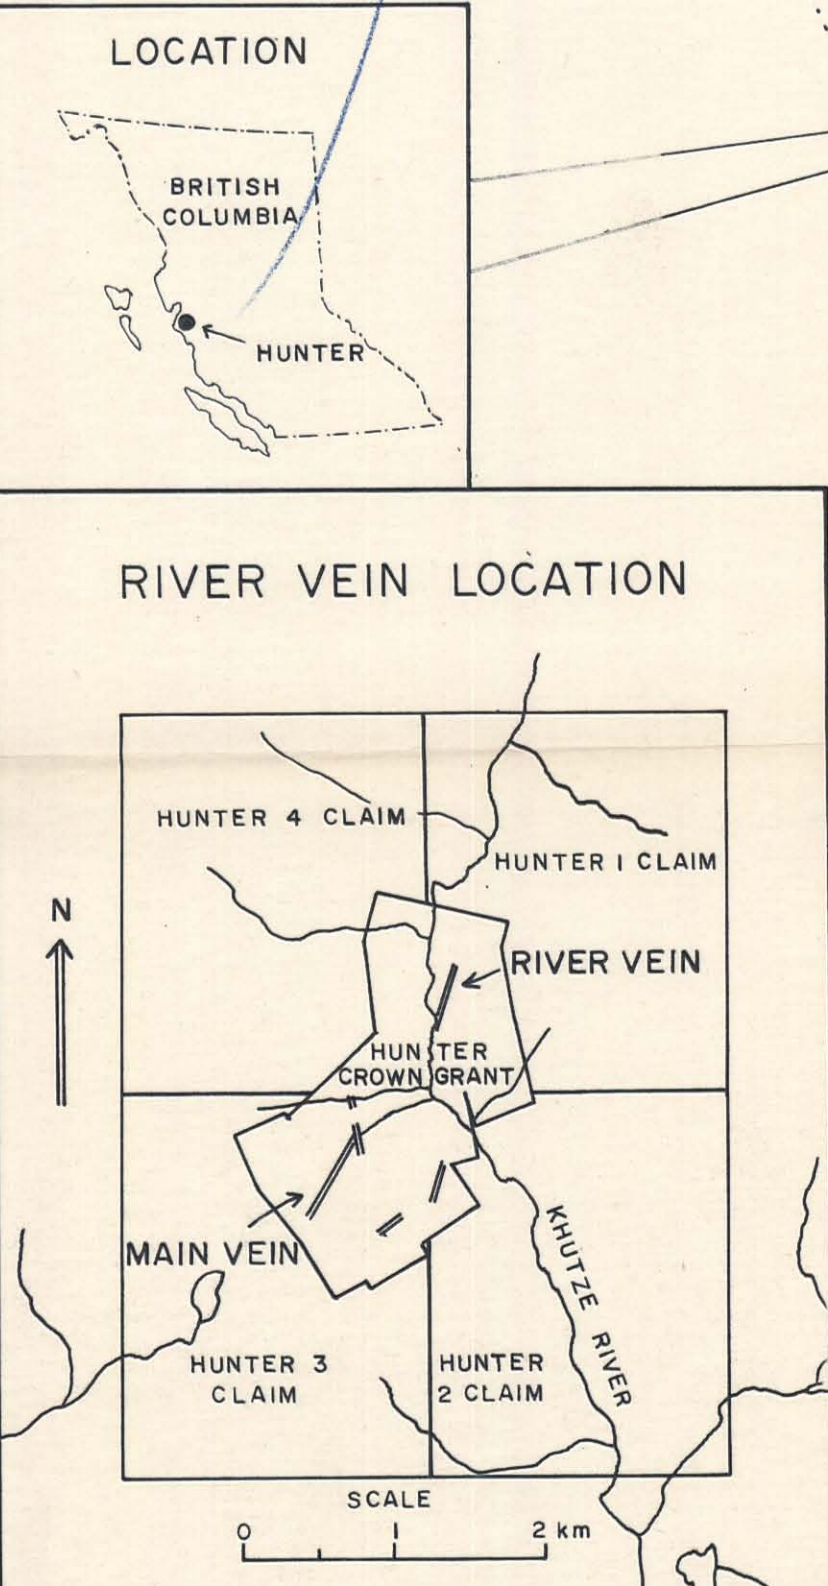 LOCATION
BRITISH
COLUMBIA
HUNTER
RIVER VEIN LOCATION
HUNTER 4 CLAIM
HUNTER 1 CLAIM
N
RIVER VEIN
HUNTER
CROWN GRANT
MAIN VEIN
KHUTZE RIVER
HUNTER 3
CLAIM
HUNTER
2 CLAIM
SCALE
0 1 2 km